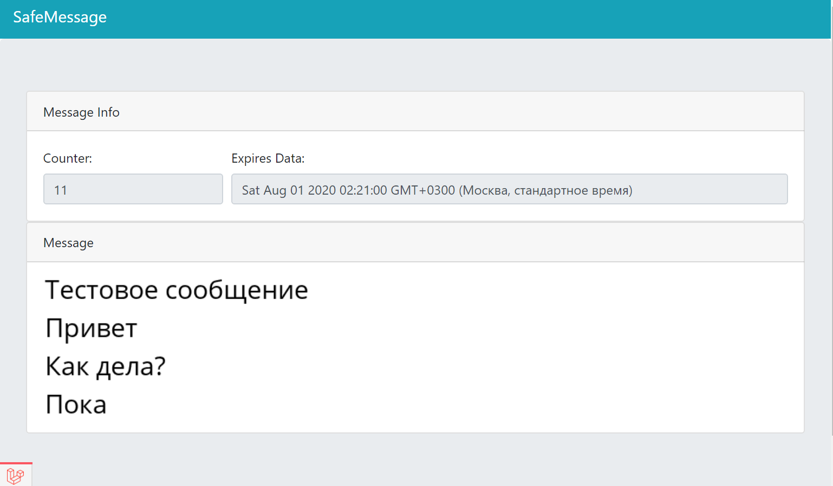 SafeMessage
Message Info
Counter:
Expires Data:
11
Sat Aug 01 2020 02:21:00 GMT+0300 (Москва, стандартное время)
Message
Тестовое сообщение
Привет
Как дела?
Пока